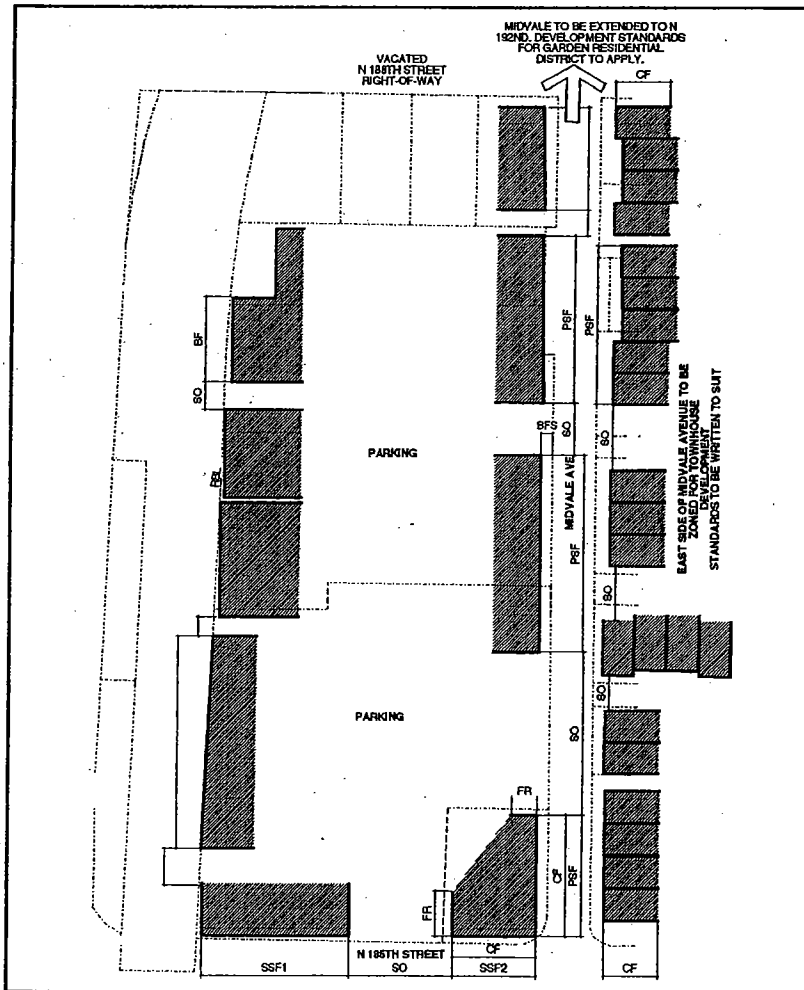 MIDVALE TO BE EXTENDED TO N
192ND. DEVELOPMENT STANDARDS
FOR GARDEN RESIDENTIAL
DISTRICT TO APPLY.
VACATED
N 188TH STREET
RIGHT-OF-WAY
CF
BF
SO
PSF
PSF
SO
SO
BFS
PARKING
MIDVALE AVE
EAST SIDE OF MIDVALE AVENUE TO BE
ZONED FOR TOWNHOUSE
DEVELOPMENT
STANDARDS TO BE WRITTEN TO SUIT
PSF
SO
SO
PARKING
SO
FR
CF
PSF
FR
N 185TH STREET
CF
SSF1
SO
SSF2
CF